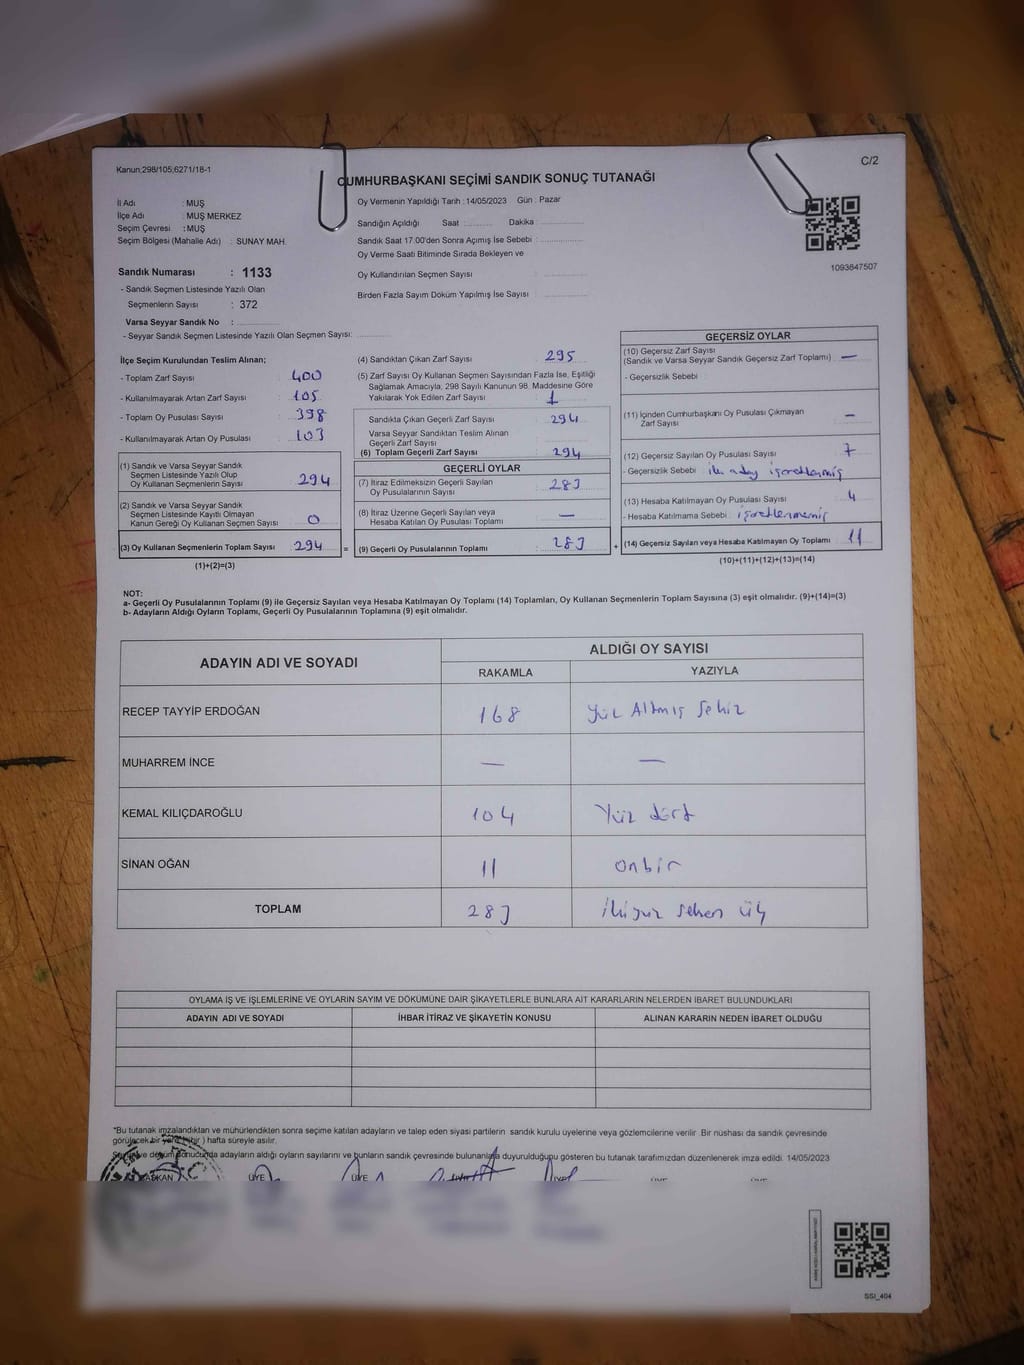 Kanun;298/105;6271/18-1
C/2
CUMHURBAŞKANI SEÇİMİ SANDIK SONUÇ TUTANAĞI
İl Adı : MUŞ
İlçe Adı : MUŞ MERKEZ
Seçim Çevresi : MUŞ
Seçim Bölgesi (Mahalle Adı) : SUNAY MAH.
Oy Vermenin Yapıldığı Tarih : 14/05/2023 Gün : Pazar
Sandığın Açıldığı Saat : Dakika :
Sandık Saat 17.00'den Sonra Açımış İse Sebebi :
Oy Verme Saati Bitiminde Sırada Bekleyen ve
Oy Kullandırılan Seçmen Sayısı :
Birden Fazla Sayım Döküm Yapılmış İse Sayısı :
1093847507
Sandık Numarası : 1133
- Sandık Seçmen Listesinde Yazılı Olan
Seçmenlerin Sayısı : 372
Varsa Seyyar Sandık No :
- Seyyar Sandık Seçmen Listesinde Yazılı Olan Seçmen Sayısı:
İlçe Seçim Kurulundan Teslim Alınan;
- Toplam Zarf Sayısı : 400
- Kullanılmayarak Artan Zarf Sayısı : 105
- Toplam Oy Pusulası Sayısı : 398
- Kullanılmayarak Artan Oy Pusulası : 103
(1) Sandık ve Varsa Seyyar Sandık
Seçmen Listesinde Yazılı Olup
Oy Kullanan Seçmenlerin Sayısı : 294
(2) Sandık ve Varsa Seyyar Sandık
Seçmen Listesinde Kayıtlı Olmayan
Kanun Gereği Oy Kullanan Seçmen Sayısı : 0
(3) Oy Kullanan Seçmenlerin Toplam Sayısı : 294 =
(1)+(2)=(3)
(4) Sandıktan Çıkan Zarf Sayısı : 295
(5) Zarf Sayısı Oy Kullanan Seçmen Sayısından Fazla İse, Eşitliği
Sağlamak Amacıyla, 298 Sayılı Kanunun 98. Maddesine Göre
Yakılarak Yok Edilen Zarf Sayısı : 1
Sandıkta Çıkan Geçerli Zarf Sayısı : 294
Varsa Seyyar Sandıktan Teslim Alınan
Geçerli Zarf Sayısı :
(6) Toplam Geçerli Zarf Sayısı : 294
GEÇERLİ OYLAR
(7) İtiraz Edilmeksizin Geçerli Sayılan
Oy Pusulalarının Sayısı : 283
(8) İtiraz Üzerine Geçerli Sayılan veya
Hesaba Katılan Oy Pusulası Toplamı : —
(9) Geçerli Oy Pusulalarının Toplamı : 283 +
GEÇERSİZ OYLAR
(10) Geçersiz Zarf Sayısı
(Sandık ve Varsa Seyyar Sandık Geçersiz Zarf Toplamı) : —
- Geçersizlik Sebebi :
(11) İçinden Cumhurbaşkanı Oy Pusulası Çıkmayan
Zarf Sayısı : —
(12) Geçersiz Sayılan Oy Pusulası Sayısı : 7
- Geçersizlik Sebebi : iki aday işaretlenmiş
(13) Hesaba Katılmayan Oy Pusulası Sayısı : 4
- Hesaba Katılmama Sebebi : işaretlenmemiş
(14) Geçersiz Sayılan veya Hesaba Katılmayan Oy Toplamı : 11
(10)+(11)+(12)+(13)=(14)
NOT:
a- Geçerli Oy Pusulalarının Toplamı (9) ile Geçersiz Sayılan veya Hesaba Katılmayan Oy Toplamı (14) Toplamları, Oy Kullanan Seçmenlerin Toplam Sayısına (3) eşit olmalıdır. (9)+(14)=(3)
b- Adayların Aldığı Oyların Toplamı, Geçerli Oy Pusulalarının Toplamına (9) eşit olmalıdır.
ADAYIN ADI VE SOYADI ALDIĞI OY SAYISI
RAKAMLA YAZIYLA
RECEP TAYYİP ERDOĞAN 168 Yüz Altmış Sekiz
MUHARREM İNCE — —
KEMAL KILIÇDAROĞLU 104 Yüz dört
SİNAN OĞAN 11 onbir
TOPLAM 283 İkiyüz seksen üç
OYLAMA İŞ VE İŞLEMLERİNE VE OYLARIN SAYIM VE DÖKÜMÜNE DAİR ŞİKAYETLERLE BUNLARA AİT KARARLARIN NELERDEN İBARET BULUNDUKLARI
ADAYIN ADI VE SOYADI İHBAR İTİRAZ VE ŞİKAYETİN KONUSU ALINAN KARARIN NEDEN İBARET OLDUĞU
*Bu tutanak imzalandıktan ve mühürlendikten sonra seçime katılan adayların ve talep eden siyasi partilerin sandık kurulu üyelerine veya gözlemcilerine verilir. Bir nüshası da sandık çevresinde
görülecek bir yere (bir) hafta süreyle asılır.
Sayım ve döküm sonucunda adayların aldığı oyların sayılarını ve bunların sandık çevresinde bulunanlara duyurulduğunu gösteren bu tutanak tarafımızdan düzenlenerek imza edildi. 14/05/2023
BAŞKAN ÜYE ÜYE ÜYE ÜYE ÜYE
SSI_404